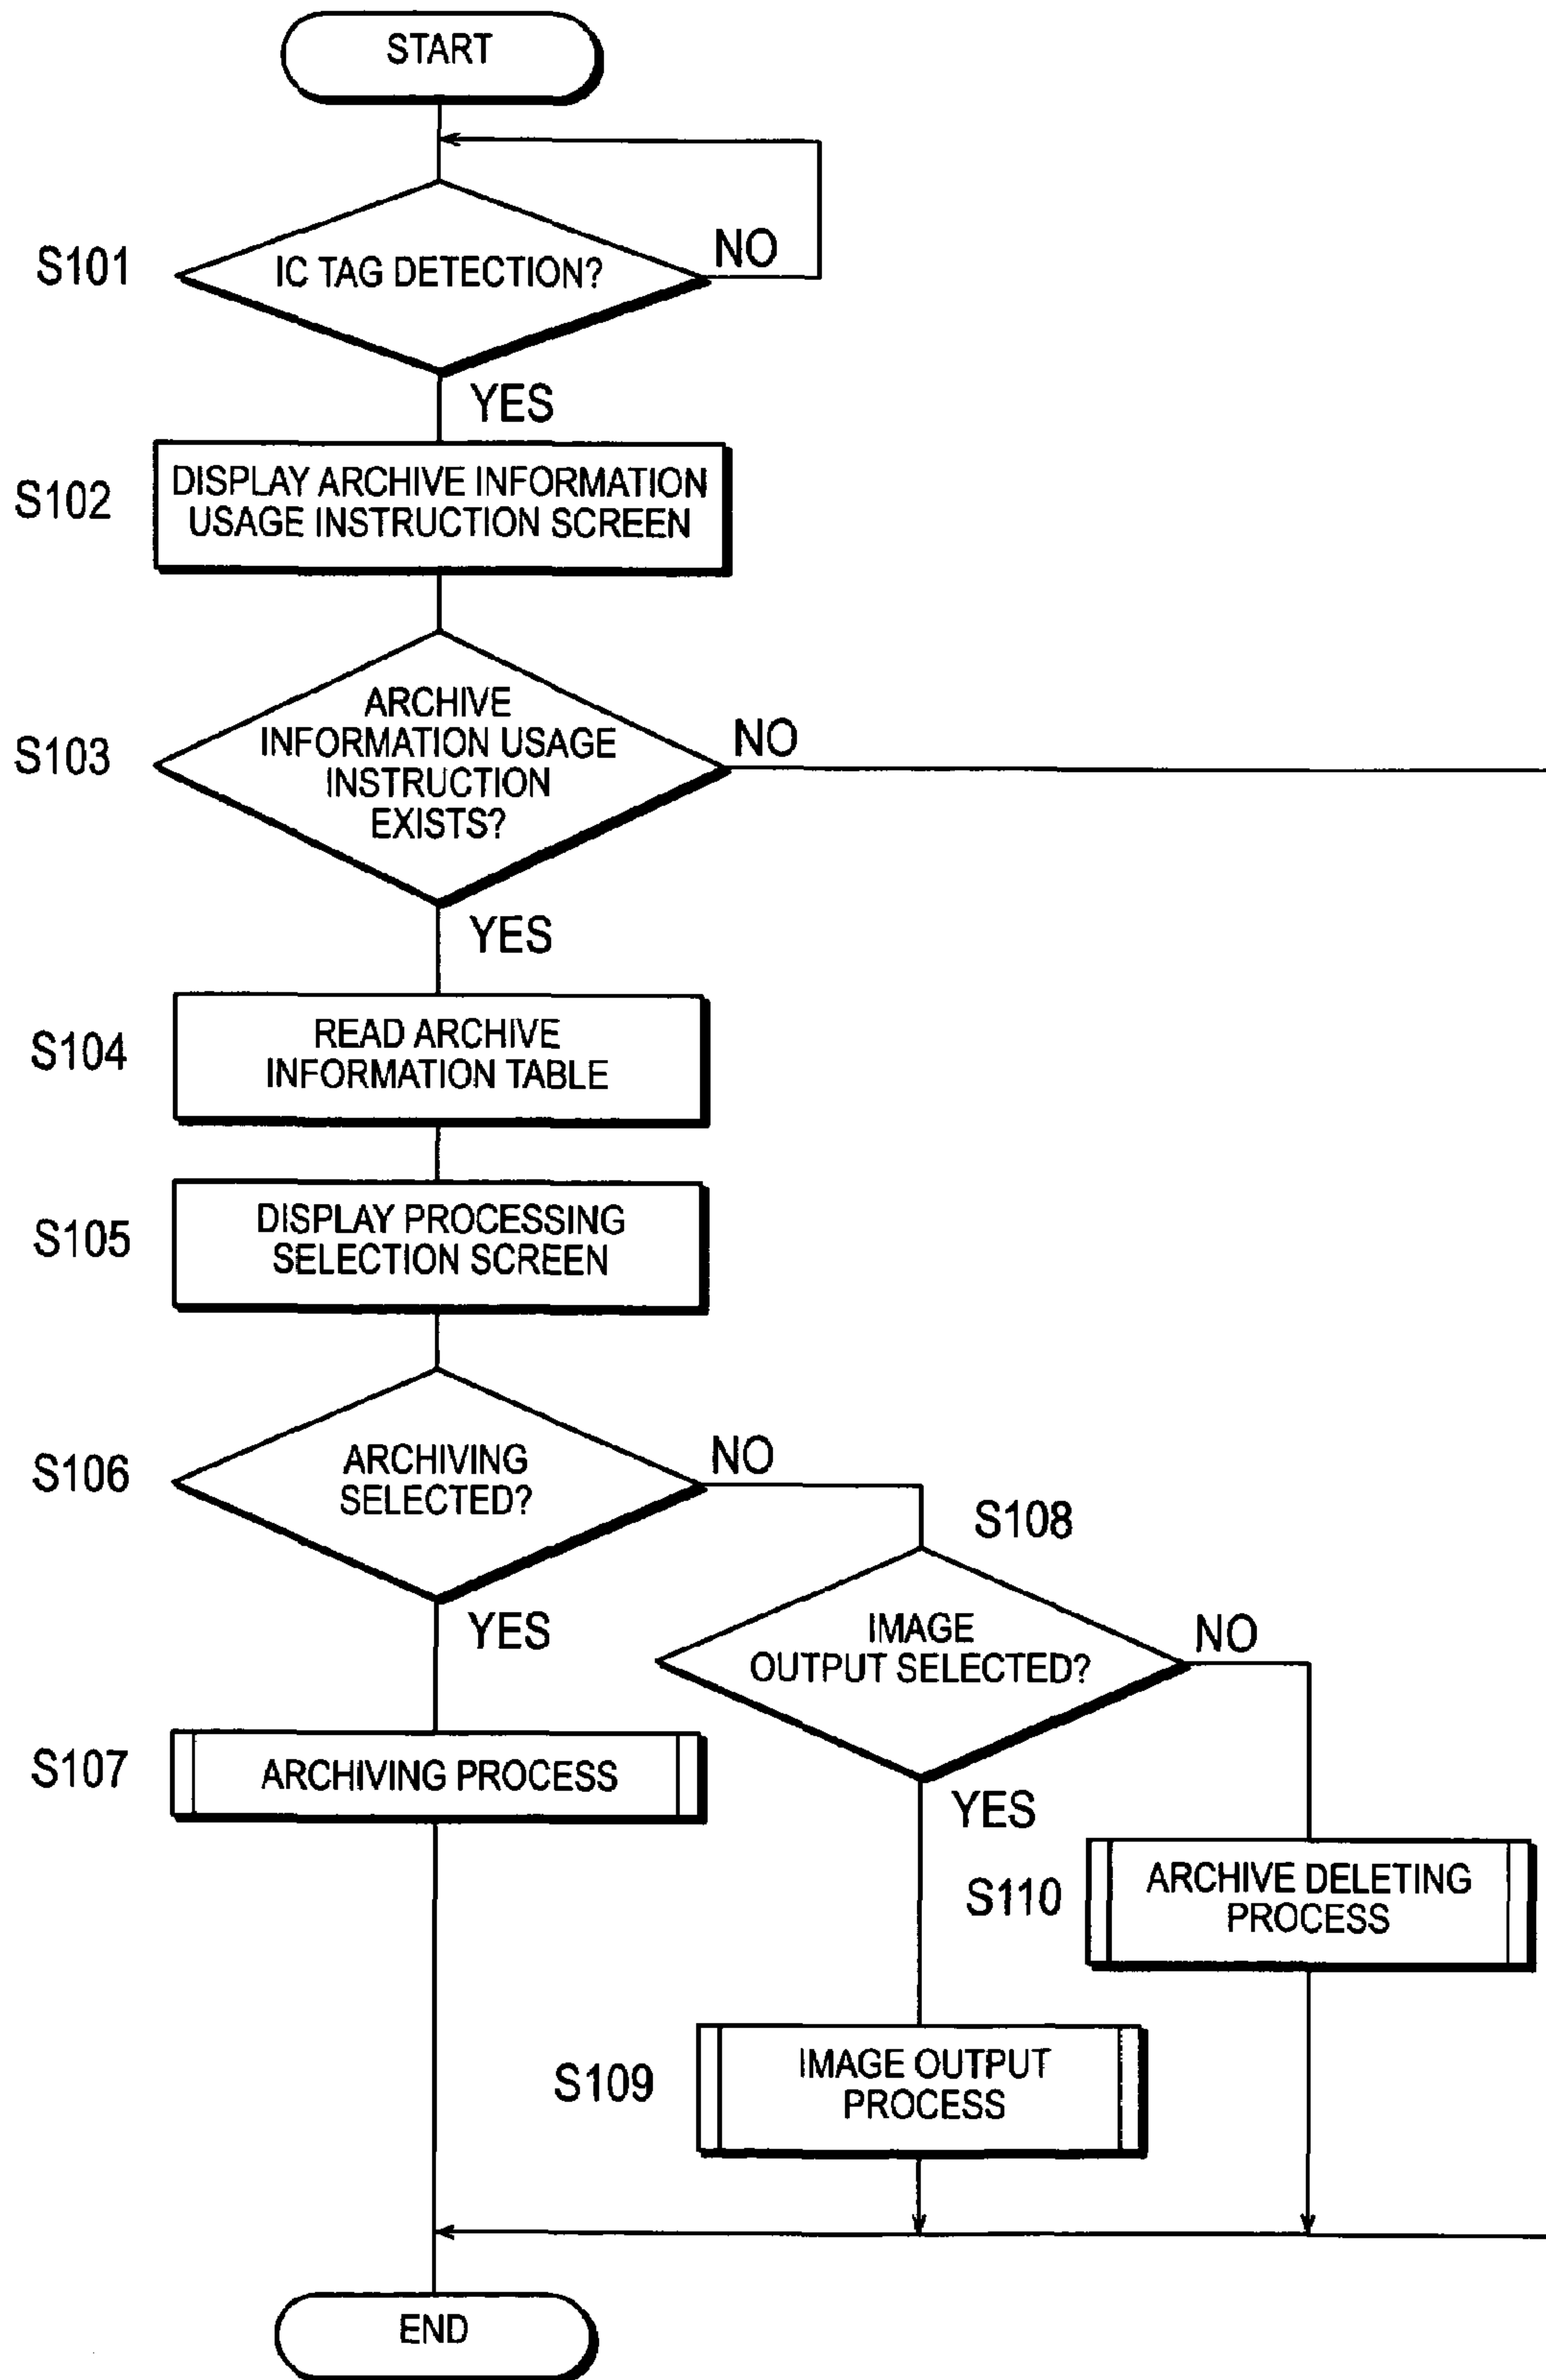 START
S101
IC TAG DETECTION?
NO
YES
S102
DISPLAY ARCHIVE INFORMATION
USAGE INSTRUCTION SCREEN
S103
ARCHIVE
INFORMATION USAGE
INSTRUCTION
EXISTS?
NO
YES
S104
READ ARCHIVE
INFORMATION TABLE
S105
DISPLAY PROCESSING
SELECTION SCREEN
S106
ARCHIVING
SELECTED?
NO
YES
S108
IMAGE
OUTPUT SELECTED?
NO
YES
S107
ARCHIVING PROCESS
S110
ARCHIVE DELETING
PROCESS
S109
IMAGE OUTPUT
PROCESS
END